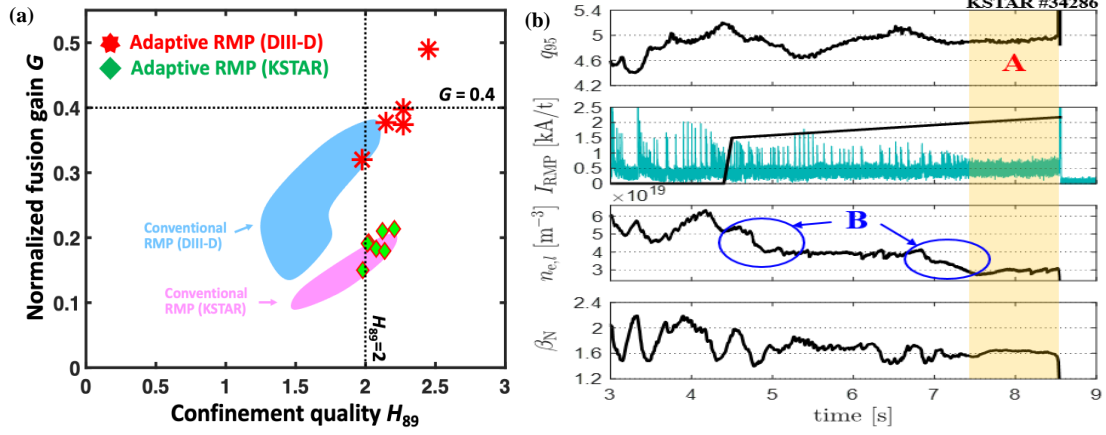 (a)
Normalized fusion gain G
0.5
0.4
0.3
0.2
0.1
0
Adaptive RMP (DIII-D)
Adaptive RMP (KSTAR)
G = 0.4
Conventional
RMP (DIII-D)
Conventional
RMP (KSTAR)
H89=2
0 0.5 1 1.5 2 2.5 3
Confinement quality H89
(b)
KSTAR #34286
q95
5.4
5
4.6
4.2
A
IRMP [kA/t]
2.5
2
1.5
1
0.5
0
×10^19
ne,l [m−3]
6
5
4
3
B
βN
2.4
2
1.6
1.2
3 4 5 6 7 8 9
time [s]